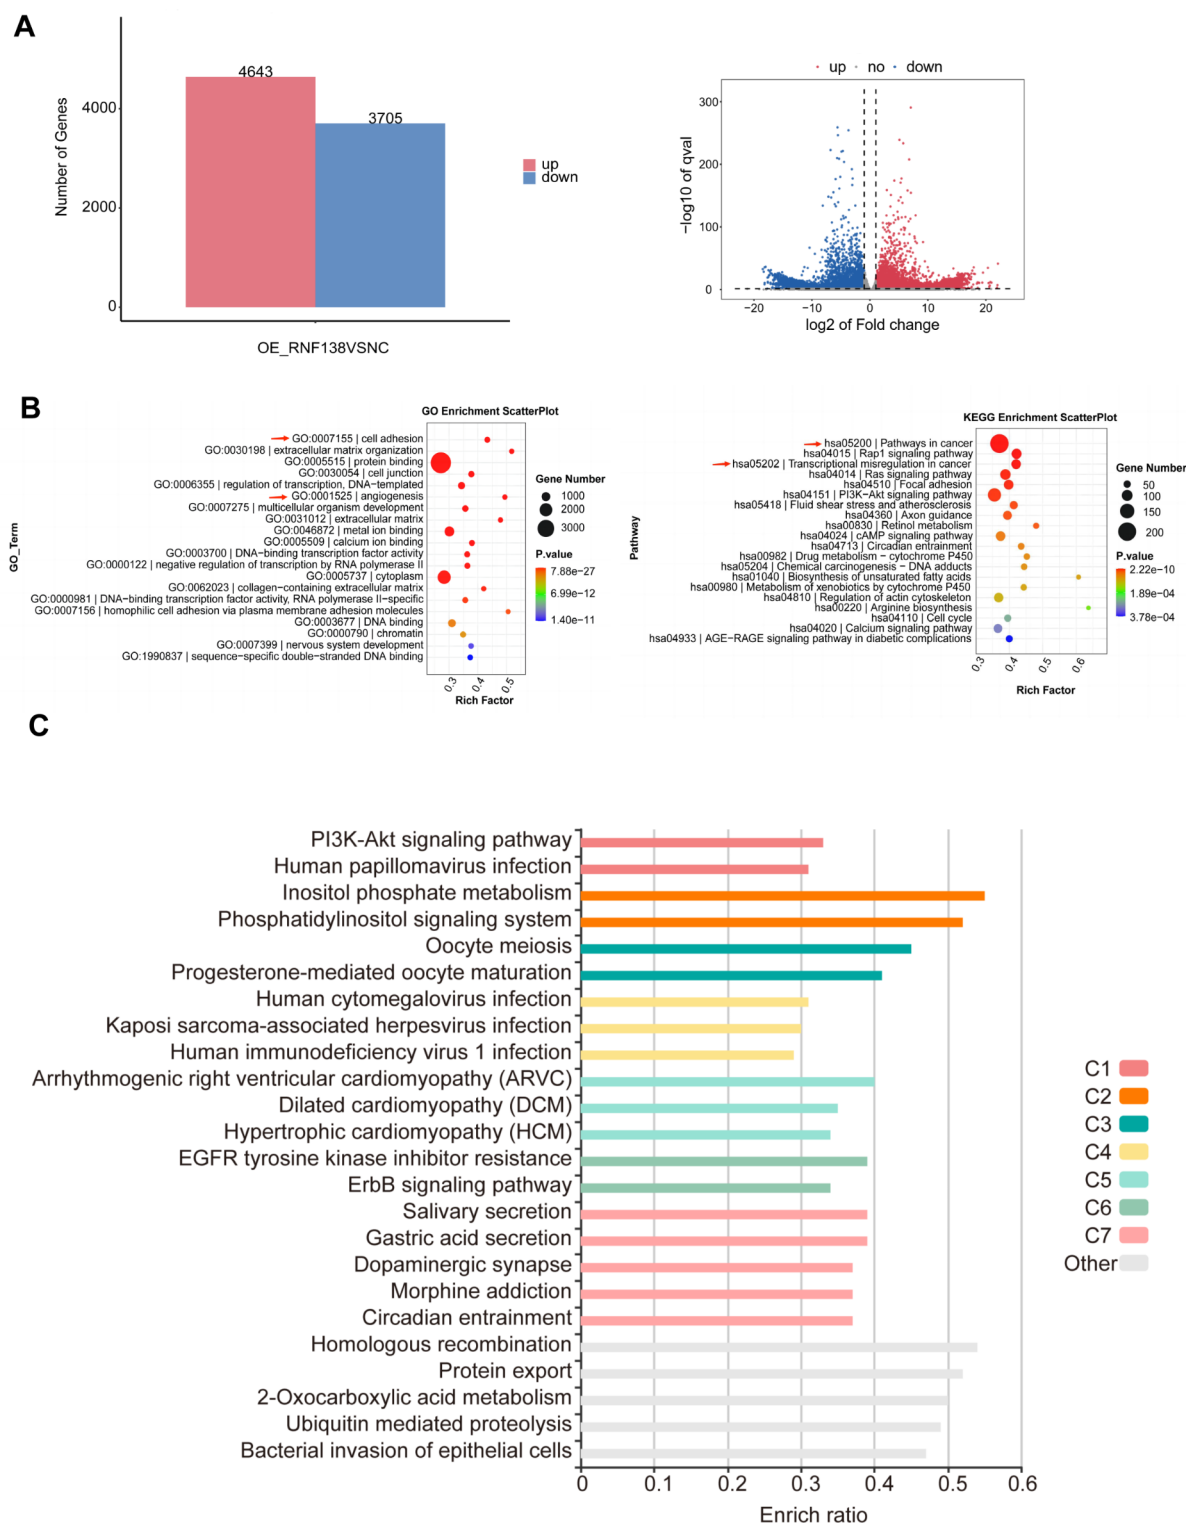 A
4643
3705
4000
2000
0
Number of Genes
up
down
OE_RNF138VSNC
up no down
300
200
100
0
−log10 of qval
−20 −10 0 10 20
log2 of Fold change
B
GO Enrichment ScatterPlot
GO:0007155 | cell adhesion
GO:0030198 | extracellular matrix organization
GO:0005515 | protein binding
GO:0030054 | cell junction
GO:0006355 | regulation of transcription, DNA−templated
GO:0001525 | angiogenesis
GO:0007275 | multicellular organism development
GO:0031012 | extracellular matrix
GO:0046872 | metal ion binding
GO:0005509 | calcium ion binding
GO:0003700 | DNA−binding transcription factor activity
GO:0000122 | negative regulation of transcription by RNA polymerase II
GO:0005737 | cytoplasm
GO:0062023 | collagen−containing extracellular matrix
GO:0000981 | DNA−binding transcription factor activity, RNA polymerase II−specific
GO:0007156 | homophilic cell adhesion via plasma membrane adhesion molecules
GO:0003677 | DNA binding
GO:0000790 | chromatin
GO:0007399 | nervous system development
GO:1990837 | sequence−specific double−stranded DNA binding
GO_Term
0.3 0.4 0.5
Rich Factor
Gene Number
1000
2000
3000
P.value
7.88e−27
6.99e−12
1.40e−11
KEGG Enrichment ScatterPlot
hsa05200 | Pathways in cancer
hsa04015 | Rap1 signaling pathway
hsa05202 | Transcriptional misregulation in cancer
hsa04014 | Ras signaling pathway
hsa04510 | Focal adhesion
hsa04151 | PI3K−Akt signaling pathway
hsa05418 | Fluid shear stress and atherosclerosis
hsa04360 | Axon guidance
hsa00830 | Retinol metabolism
hsa04024 | cAMP signaling pathway
hsa04713 | Circadian entrainment
hsa00982 | Drug metabolism − cytochrome P450
hsa05204 | Chemical carcinogenesis − DNA adducts
hsa01040 | Biosynthesis of unsaturated fatty acids
hsa00980 | Metabolism of xenobiotics by cytochrome P450
hsa04810 | Regulation of actin cytoskeleton
hsa00220 | Arginine biosynthesis
hsa04110 | Cell cycle
hsa04020 | Calcium signaling pathway
hsa04933 | AGE−RAGE signaling pathway in diabetic complications
Pathway
0.3 0.4 0.5 0.6
Rich Factor
Gene Number
50
100
150
200
P.value
2.22e−10
1.89e−04
3.78e−04
C
PI3K-Akt signaling pathway
Human papillomavirus infection
Inositol phosphate metabolism
Phosphatidylinositol signaling system
Oocyte meiosis
Progesterone-mediated oocyte maturation
Human cytomegalovirus infection
Kaposi sarcoma-associated herpesvirus infection
Human immunodeficiency virus 1 infection
Arrhythmogenic right ventricular cardiomyopathy (ARVC)
Dilated cardiomyopathy (DCM)
Hypertrophic cardiomyopathy (HCM)
EGFR tyrosine kinase inhibitor resistance
ErbB signaling pathway
Salivary secretion
Gastric acid secretion
Dopaminergic synapse
Morphine addiction
Circadian entrainment
Homologous recombination
Protein export
2-Oxocarboxylic acid metabolism
Ubiquitin mediated proteolysis
Bacterial invasion of epithelial cells
0 0.1 0.2 0.3 0.4 0.5 0.6
Enrich ratio
C1
C2
C3
C4
C5
C6
C7
Other